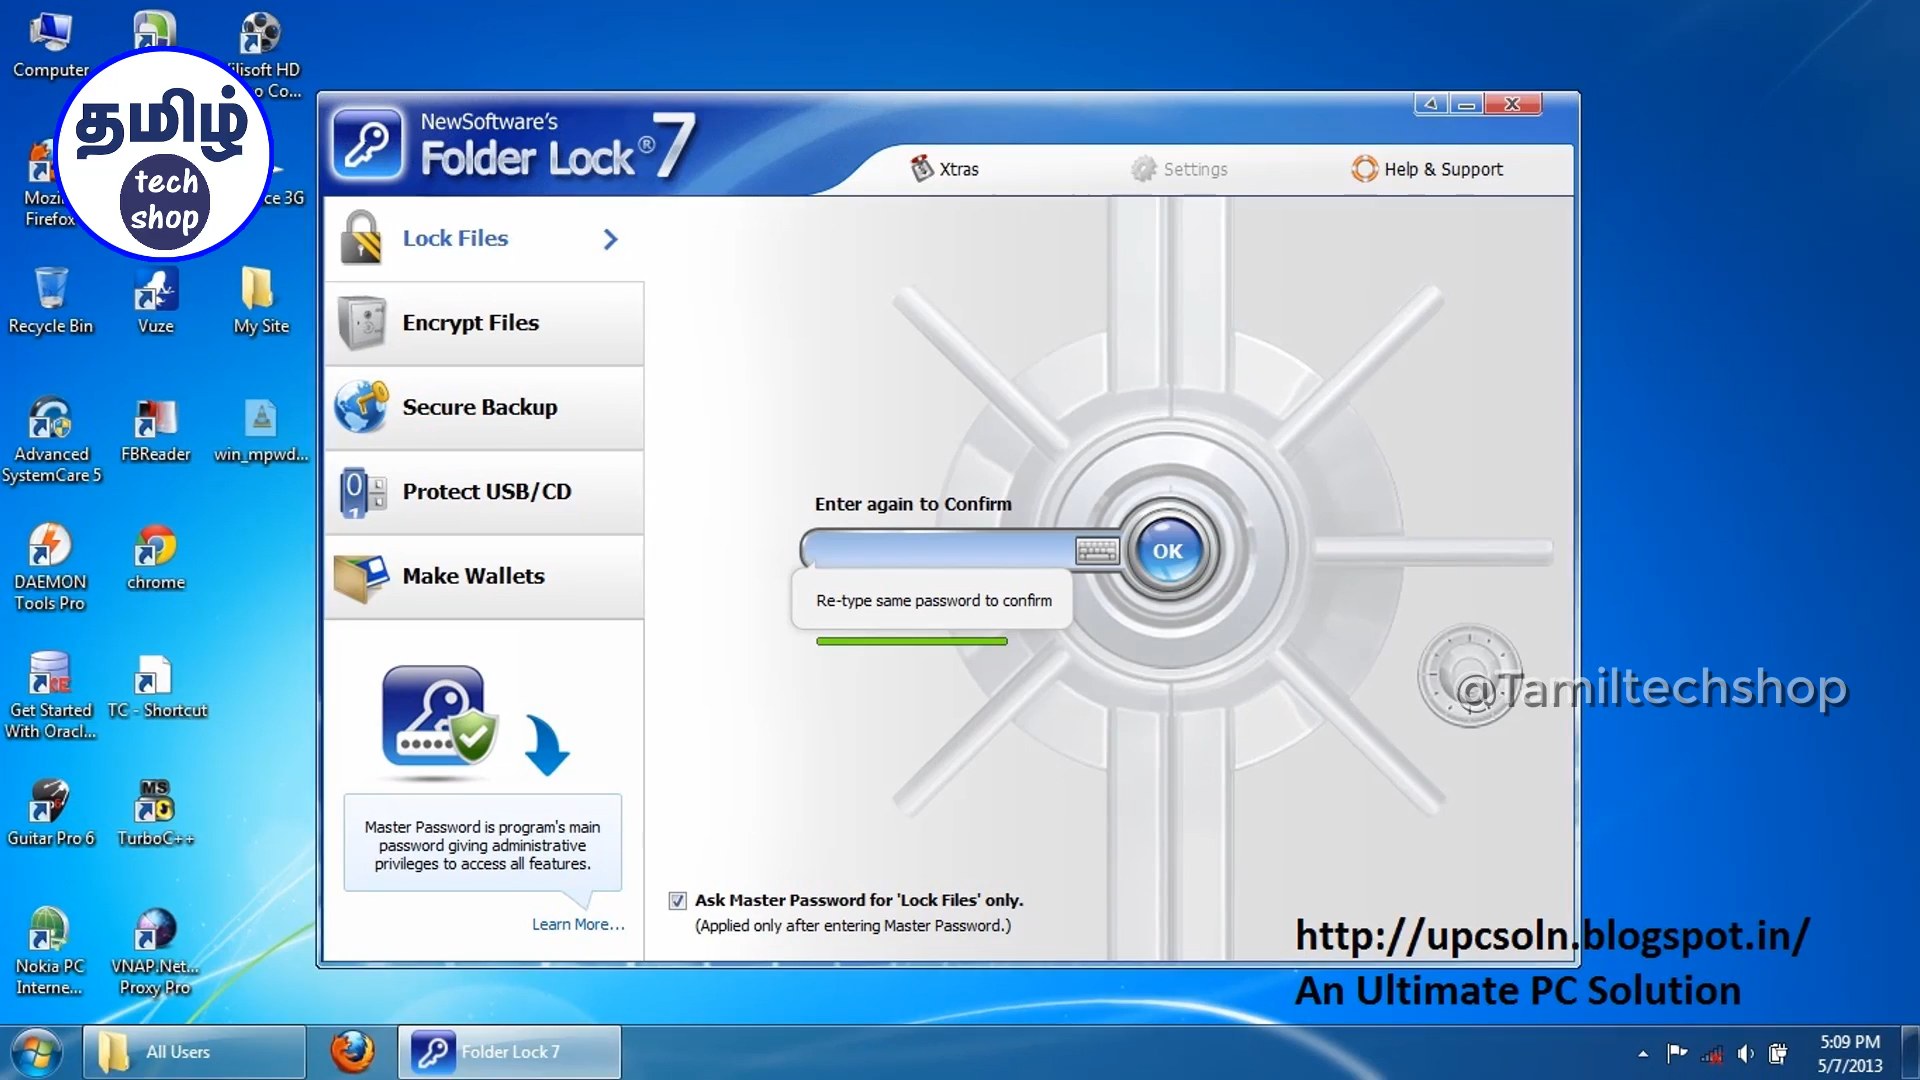 Computer
ilisoft HD
o Co...
தமிழ்
tech
shop
Mozi
Firefox
ce 3G
Recycle Bin
Vuze
My Site
Advanced
SystemCare 5
FBReader
win_mpwd...
DAEMON
Tools Pro
chrome
Get Started
With Oracl...
TC - Shortcut
Guitar Pro 6
MS
TurboC++
Nokia PC
Interne...
VNAP.Net...
Proxy Pro
NewSoftware's
Folder Lock® 7
Xtras
Settings
Help & Support
Lock Files
Encrypt Files
Secure Backup
Protect USB/CD
Make Wallets
Master Password is program's main
password giving administrative
privileges to access all features.
Learn More...
Enter again to Confirm
OK
Re-type same password to confirm
@Tamiltechshop
Ask Master Password for 'Lock Files' only.
(Applied only after entering Master Password.)
http://upcsoln.blogspot.in/
An Ultimate PC Solution
All Users
Folder Lock 7
5:09 PM
5/7/2013